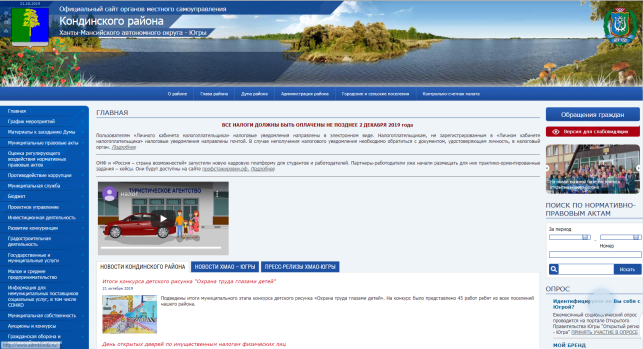 31.10.2019
Официальный сайт органов местного самоуправления
Кондинского района
Ханты-Мансийского автономного округа - Югры
О районе
Глава района
Дума района
Администрация района
Городские и сельские поселения
Контрольно-счетная палата
Главная
График мероприятий
Материалы к заседанию Думы
Муниципальные правовые акты
Оценка регулирующего
воздействия нормативных
правовых актов
Противодействие коррупции
Муниципальная служба
Бюджет
Проектное управление
Инвестиционная деятельность
Развитие конкуренции
Градостроительная
деятельность
Государственные и
муниципальные услуги
Малое и среднее
предпринимательство
Информация для
немуниципальных поставщиков
социальных услуг, в том числе
СОНКО
Муниципальная собственность
Аукционы и конкурсы
Гражданская оборона и
ГЛАВНАЯ
ВСЕ НАЛОГИ ДОЛЖНЫ БЫТЬ ОПЛАЧЕНЫ НЕ ПОЗДНЕЕ 2 ДЕКАБРЯ 2019 года
Пользователям «Личного кабинета налогоплательщика» налоговые уведомления направлены в электронном виде. Налогоплательщикам, не зарегистрированным в «Личном кабинете
налогоплательщика» налоговые уведомления направлены почтой. В случае неполучения налогового уведомления необходимо обратиться с документом, удостоверяющим личность, в налоговый
орган. Подробнее
ОНФ и «Россия – страна возможностей» запустили новую кадровую платформу для студентов и работодателей. Партнеры-работодатели уже начали размещать для них практико-ориентированные
задания – кейсы. Они будут доступны на сайте профстажировки.рф. Подробнее
ТУРИСТИЧЕСКОЕ АГЕНТСТВО
НОВОСТИ КОНДИНСКОГО РАЙОНА
НОВОСТИ ХМАО – ЮГРЫ
ПРЕСС-РЕЛИЗЫ ХМАО-ЮГРЫ
Итоги конкурса детского рисунка "Охрана труда глазами детей"
31 октября 2019
Подведены итоги муниципального этапа конкурса детского рисунка «Охрана труда глазами детей». На конкурс было представлено 45 работ ребят из всех поселений
нашего района.
День открытых дверей по имущественным налогам физических лиц
Обращения граждан
Версия для слабовидящих
ПОИСК ПО НОРМАТИВНО-
ПРАВОВЫМ АКТАМ
За период
Номер
Искать
ОПРОС
Идентифицируете ли Вы себя с
Югрой?
Ежемесячный социологический опрос
проводится на портале Открытого
Правительства Югры "Открытый регион
- Югра" ПРИНЯТЬ УЧАСТИЕ В ОПРОСЕ
МОЙ БРЕНД